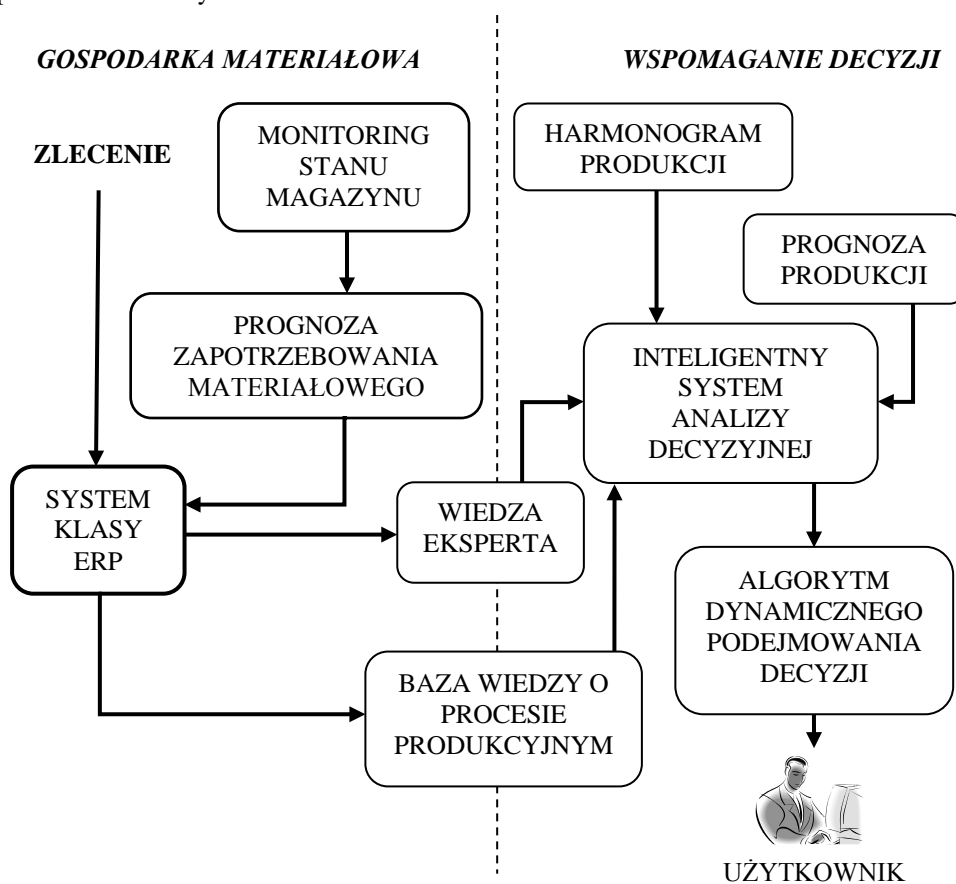 GOSPODARKA MATERIAŁOWA
WSPOMAGANIE DECYZJI
ZLECENIE
MONITORING
STANU
MAGAZYNU
HARMONOGRAM
PRODUKCJI
PROGNOZA
PRODUKCJI
PROGNOZA
ZAPOTRZEBOWANIA
MATERIAŁOWEGO
INTELIGENTNY
SYSTEM
ANALIZY
DECYZYJNEJ
SYSTEM
KLASY
ERP
WIEDZA
EKSPERTA
ALGORYTM
DYNAMICZNEGO
PODEJMOWANIA
DECYZJI
BAZA WIEDZY O
PROCESIE
PRODUKCYJNYM
UŻYTKOWNIK